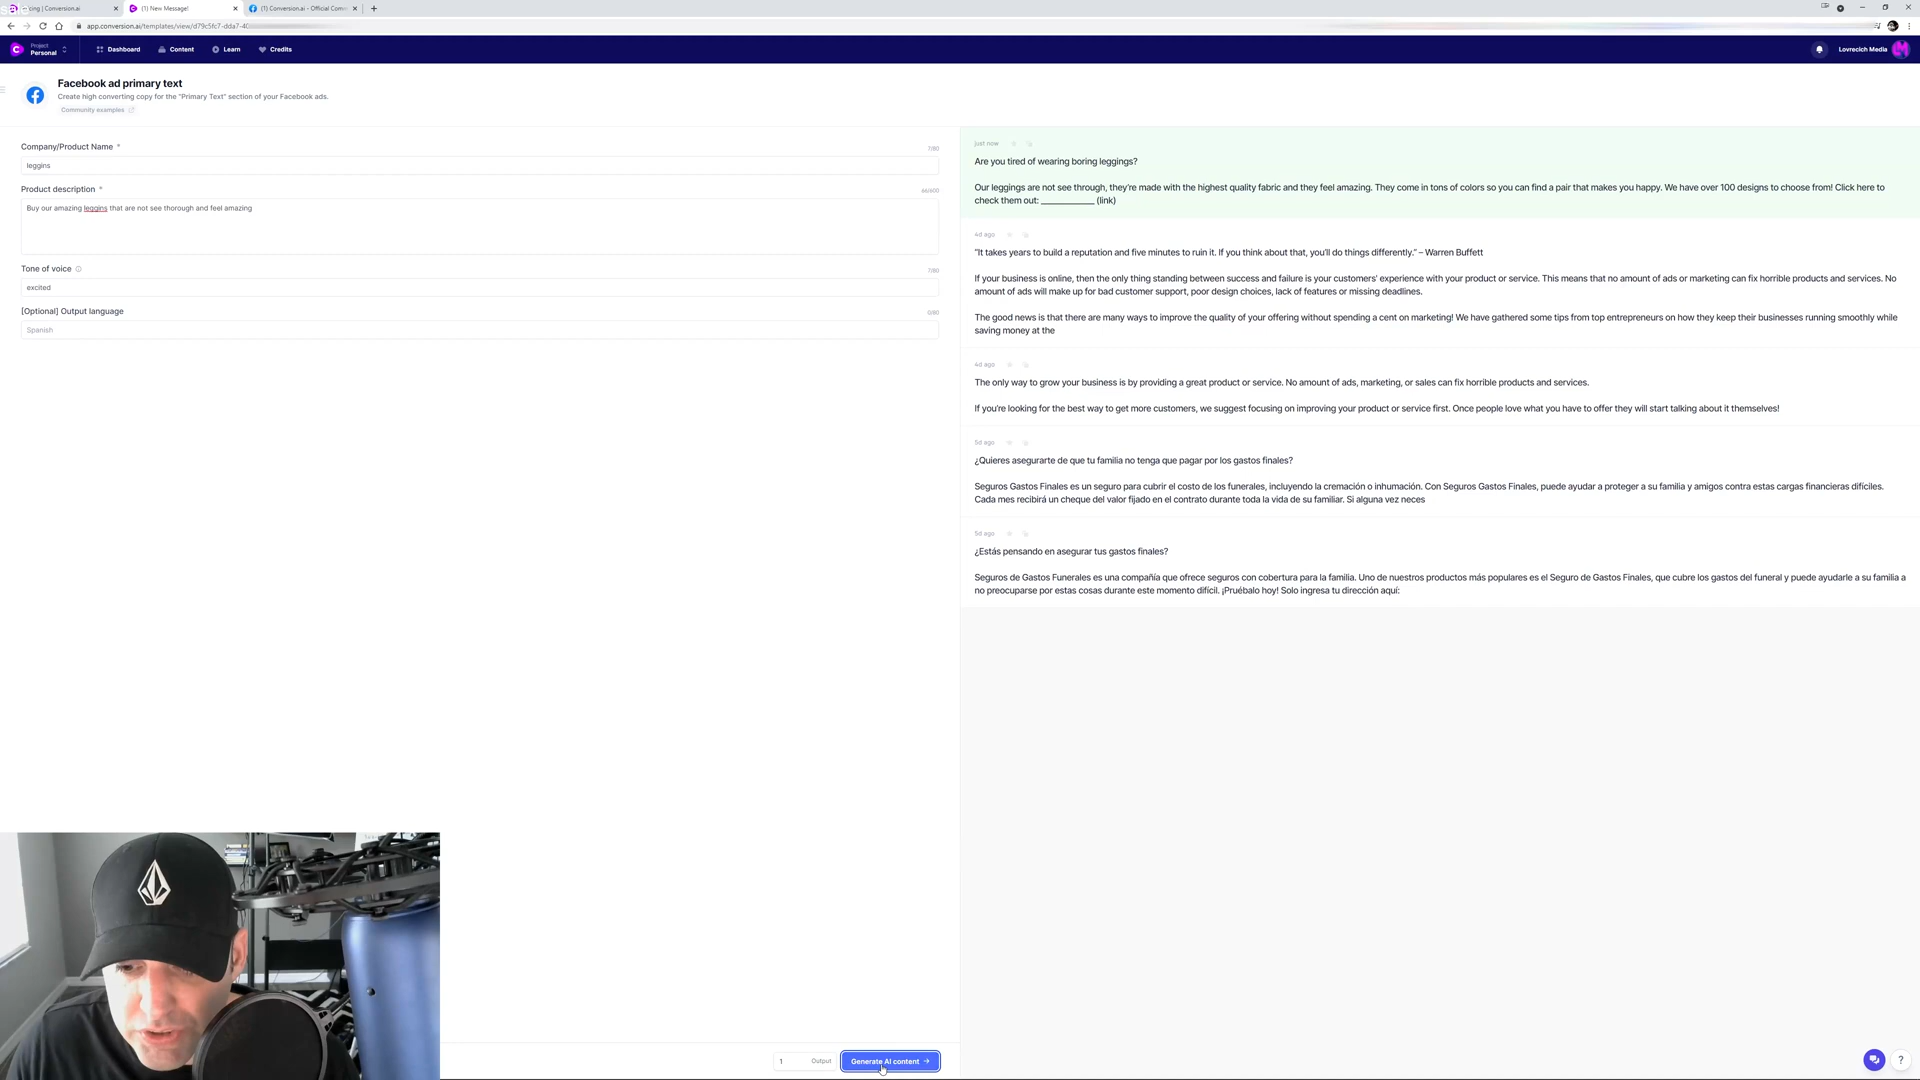 cing | Conversion.ai
(1) New Message!
(1) Conversion.ai - Official Comm
app.conversion.ai/templates/view/d79c5fc7-dda7-40
Project
Personal
Dashboard
Content
Learn
Credits
Lovrecich Media
Facebook ad primary text
Create high converting copy for the "Primary Text" section of your Facebook ads.
Community examples
Company/Product Name *
7/80
leggins
Product description *
66/600
Buy our amazing leggins that are not see thorough and feel amazing
Tone of voice
7/80
excited
[Optional] Output language
0/80
Spanish
1
Output
Generate AI content
just now
Are you tired of wearing boring leggings?
Our leggings are not see through, they're made with the highest quality fabric and they feel amazing. They come in tons of colors so you can find a pair that makes you happy. We have over 100 designs to choose from! Click here to
check them out: ____________ (link)
4d ago
"It takes years to build a reputation and five minutes to ruin it. If you think about that, you'll do things differently." – Warren Buffett
If your business is online, then the only thing standing between success and failure is your customers' experience with your product or service. This means that no amount of ads or marketing can fix horrible products and services. No
amount of ads will make up for bad customer support, poor design choices, lack of features or missing deadlines.
The good news is that there are many ways to improve the quality of your offering without spending a cent on marketing! We have gathered some tips from top entrepreneurs on how they keep their businesses running smoothly while
saving money at the
4d ago
The only way to grow your business is by providing a great product or service. No amount of ads, marketing, or sales can fix horrible products and services.
If you're looking for the best way to get more customers, we suggest focusing on improving your product or service first. Once people love what you have to offer they will start talking about it themselves!
5d ago
¿Quieres asegurarte de que tu familia no tenga que pagar por los gastos finales?
Seguros Gastos Finales es un seguro para cubrir el costo de los funerales, incluyendo la cremación o inhumación. Con Seguros Gastos Finales, puede ayudar a proteger a su familia y amigos contra estas cargas financieras difíciles.
Cada mes recibirá un cheque del valor fijado en el contrato durante toda la vida de su familiar. Si alguna vez neces
5d ago
¿Estás pensando en asegurar tus gastos finales?
Seguros de Gastos Funerales es una compañía que ofrece seguros con cobertura para la familia. Uno de nuestros productos más populares es el Seguro de Gastos Finales, que cubre los gastos del funeral y puede ayudarle a su familia a
no preocuparse por estas cosas durante este momento difícil. ¡Pruébalo hoy! Solo ingresa tu dirección aquí: